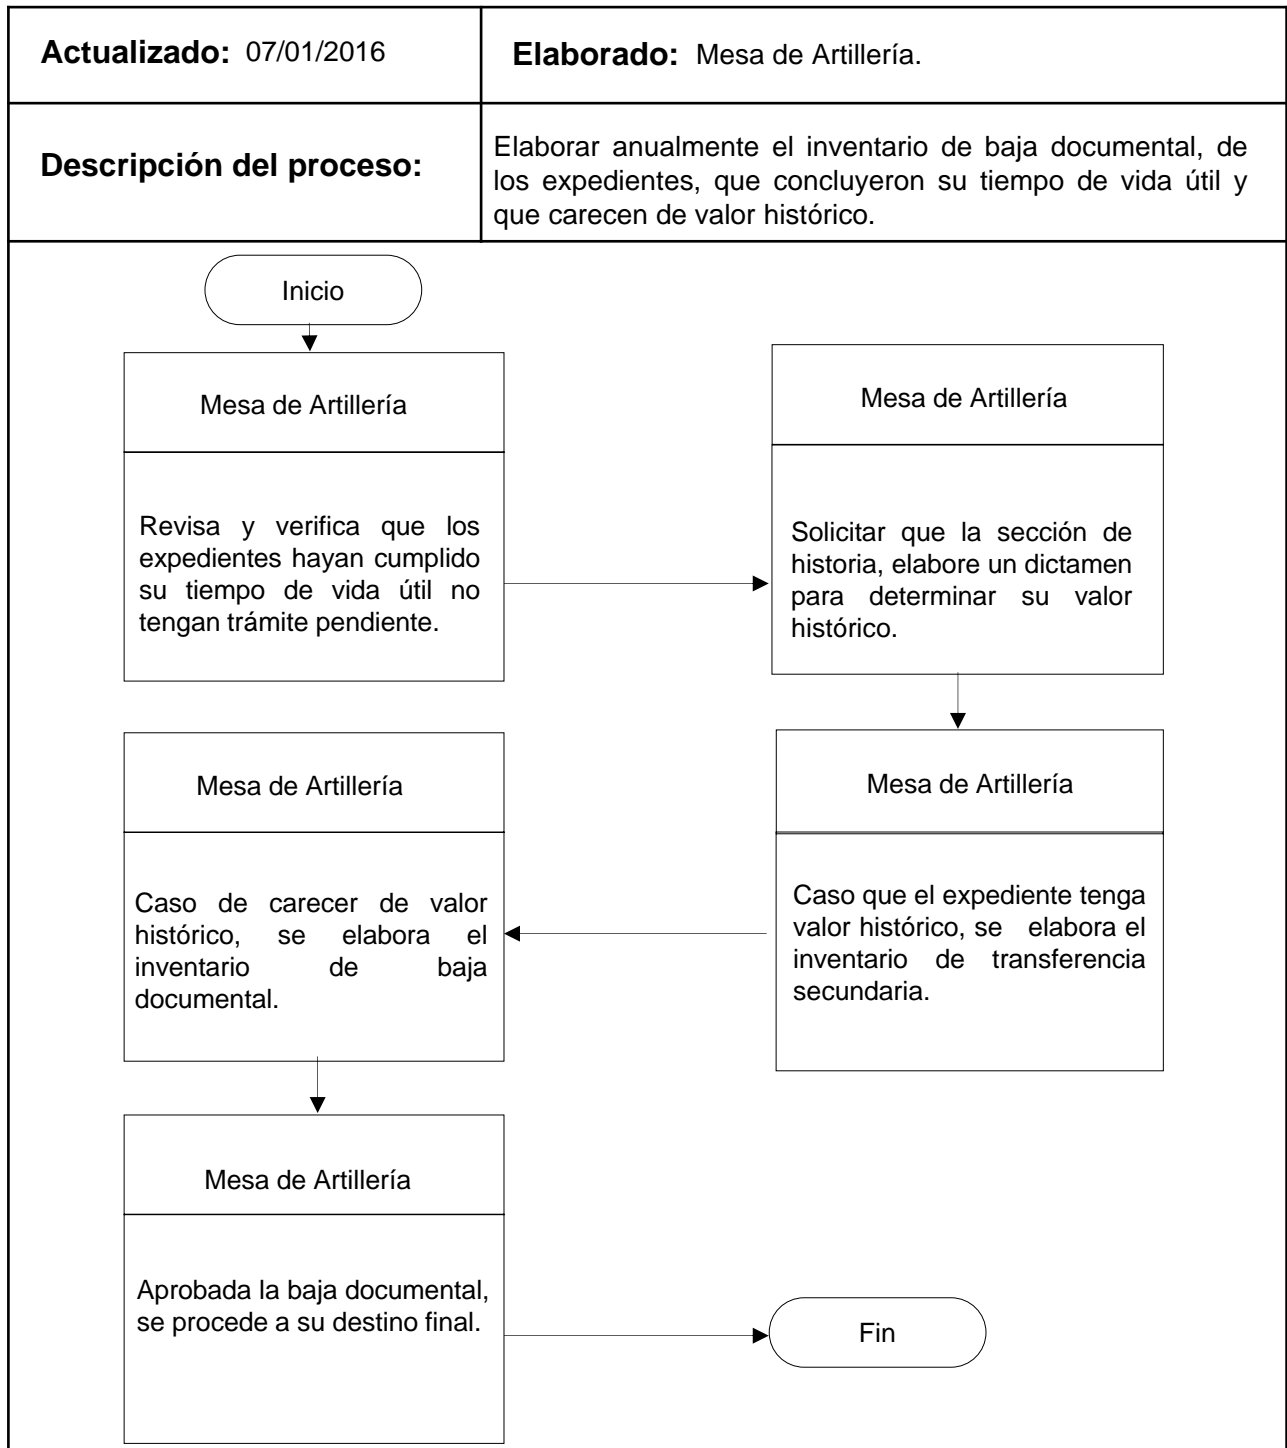 Actualizado: 07/01/2016
Elaborado: Mesa de Artillería.
Descripción del proceso:
Elaborar anualmente el inventario de baja documental, de
los expedientes, que concluyeron su tiempo de vida útil y
que carecen de valor histórico.
Inicio
Mesa de Artillería
Revisa y verifica que los
expedientes hayan cumplido
su tiempo de vida útil no
tengan trámite pendiente.
Mesa de Artillería
Solicitar que la sección de
historia, elabore un dictamen
para determinar su valor
histórico.
Mesa de Artillería
Caso que el expediente tenga
valor histórico, se elabora el
inventario de transferencia
secundaria.
Mesa de Artillería
Caso de carecer de valor
histórico, se elabora el
inventario de baja
documental.
Mesa de Artillería
Aprobada la baja documental,
se procede a su destino final.
Fin